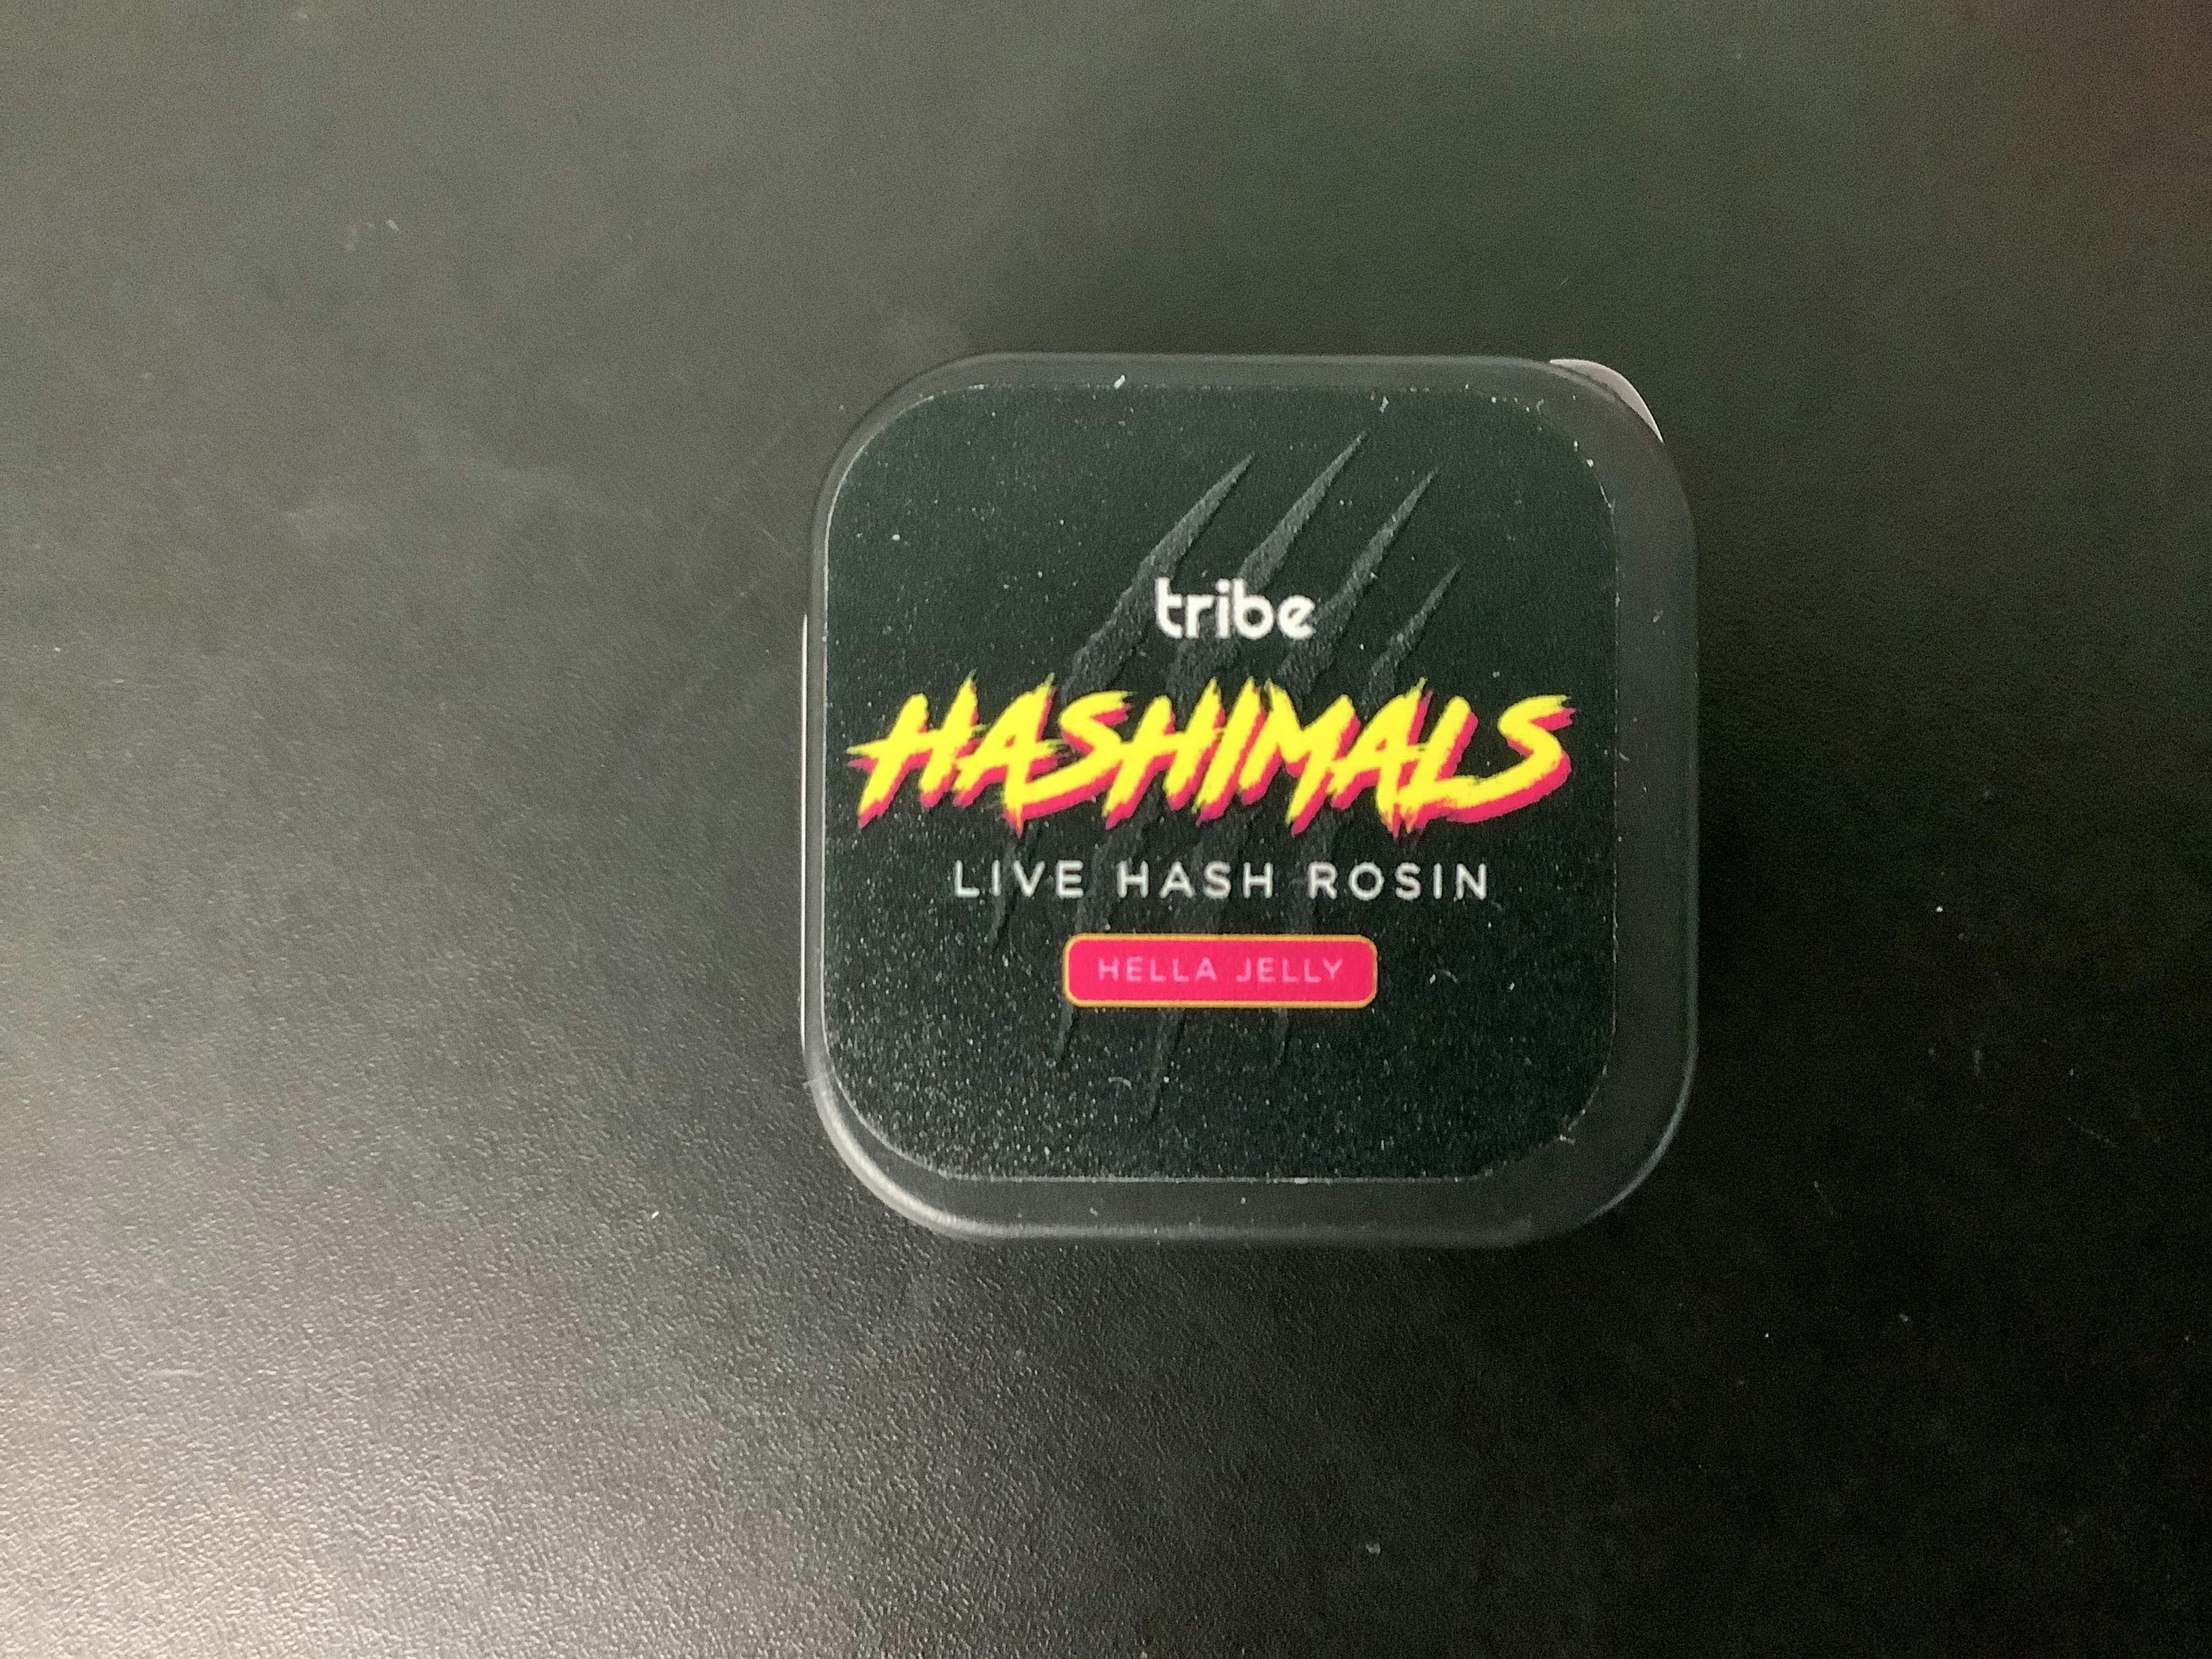 tribe
HASHIMALS
LIVE HASH ROSIN
HELLA JELLY